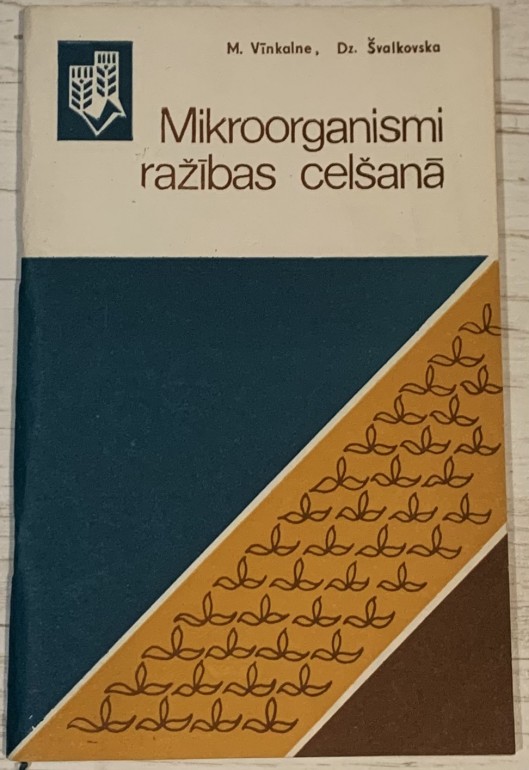 M. Vīnkalne, Dz. Švalkovska
Mikroorganismi
ražības celšanā